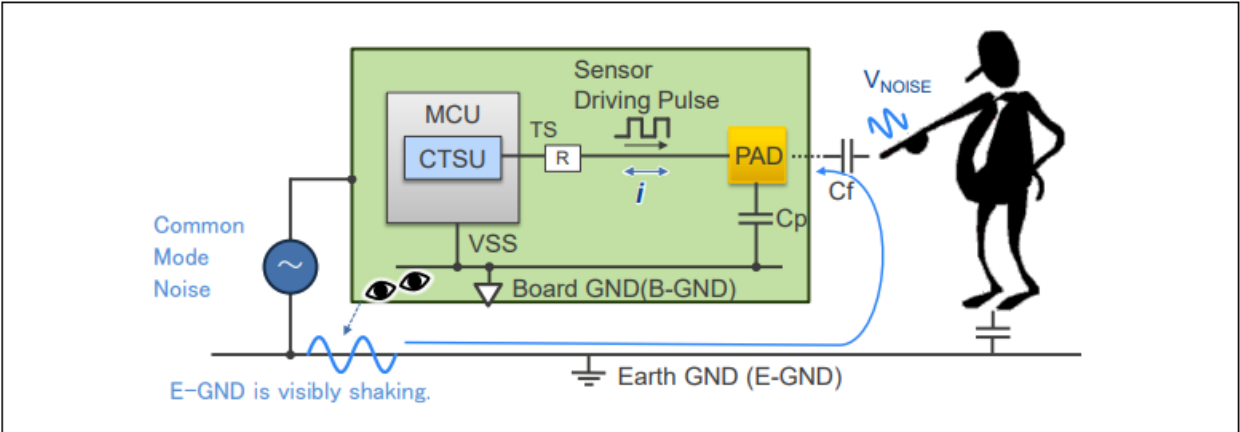 Sensor
Driving Pulse
V_NOISE
MCU
TS
CTSU
R
PAD
i
Cf
Cp
Common
Mode
Noise
VSS
Board GND(B-GND)
Earth GND (E-GND)
E-GND is visibly shaking.